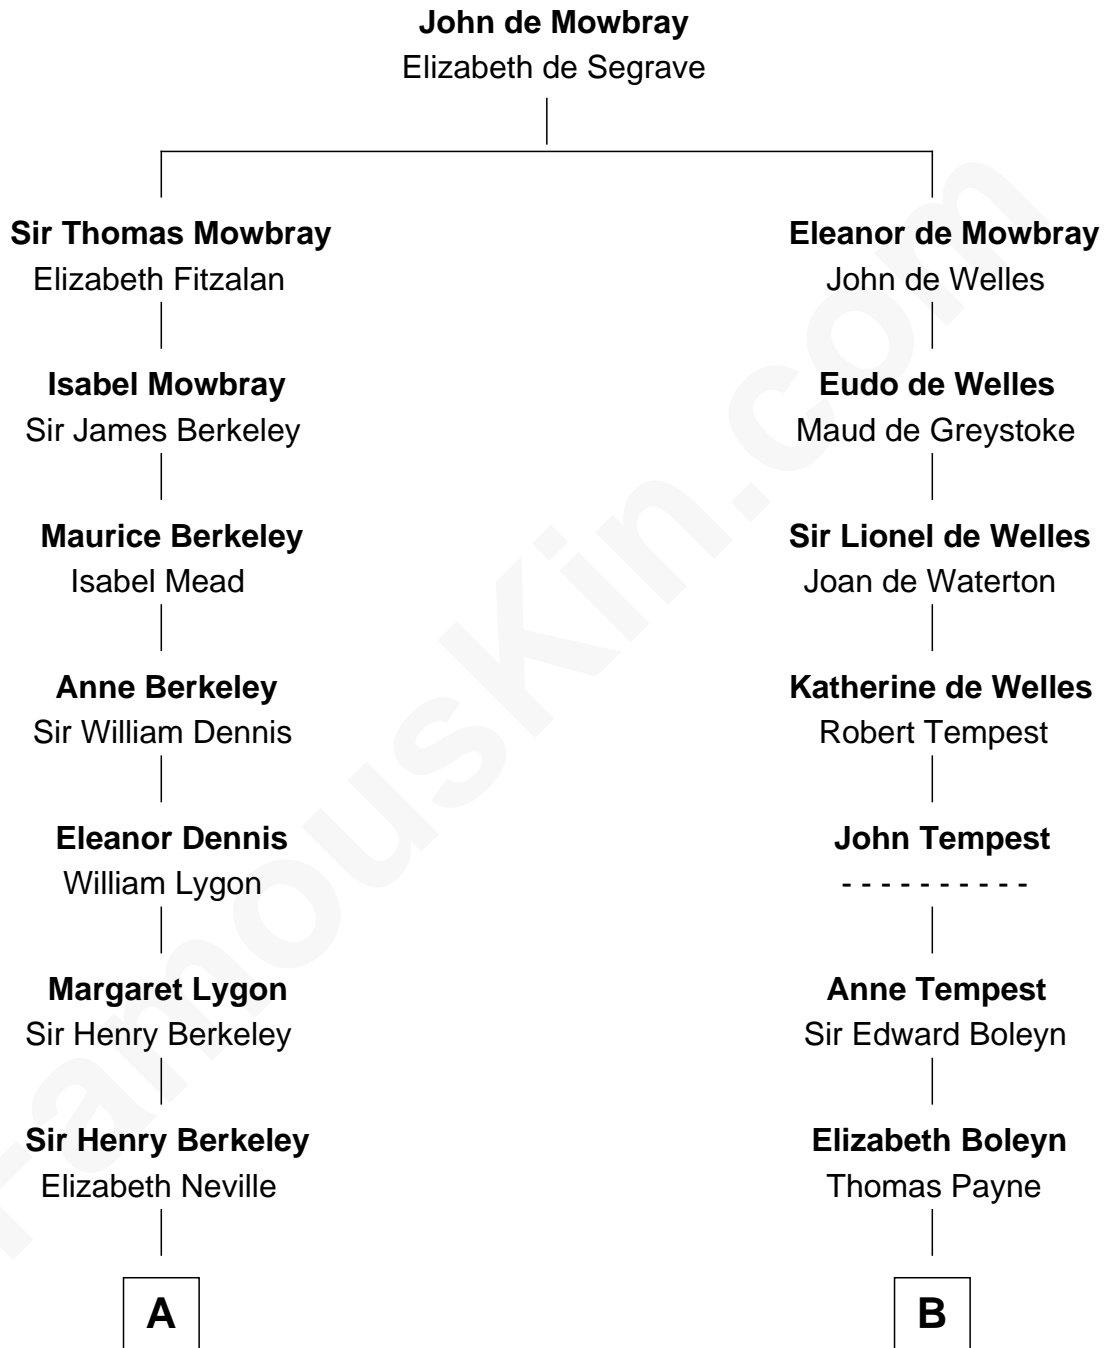 John de Mowbray
Elizabeth de Segrave
Sir Thomas Mowbray
Elizabeth Fitzalan
Eleanor de Mowbray
John de Welles
Isabel Mowbray
Sir James Berkeley
Eudo de Welles
Maud de Greystoke
Maurice Berkeley
Isabel Mead
Sir Lionel de Welles
Joan de Waterton
Anne Berkeley
Sir William Dennis
Katherine de Welles
Robert Tempest
Eleanor Dennis
William Lygon
John Tempest
- - - - - - - - - -
Margaret Lygon
Sir Henry Berkeley
Anne Tempest
Sir Edward Boleyn
Sir Henry Berkeley
Elizabeth Neville
Elizabeth Boleyn
Thomas Payne
A
B
FamousKin.com